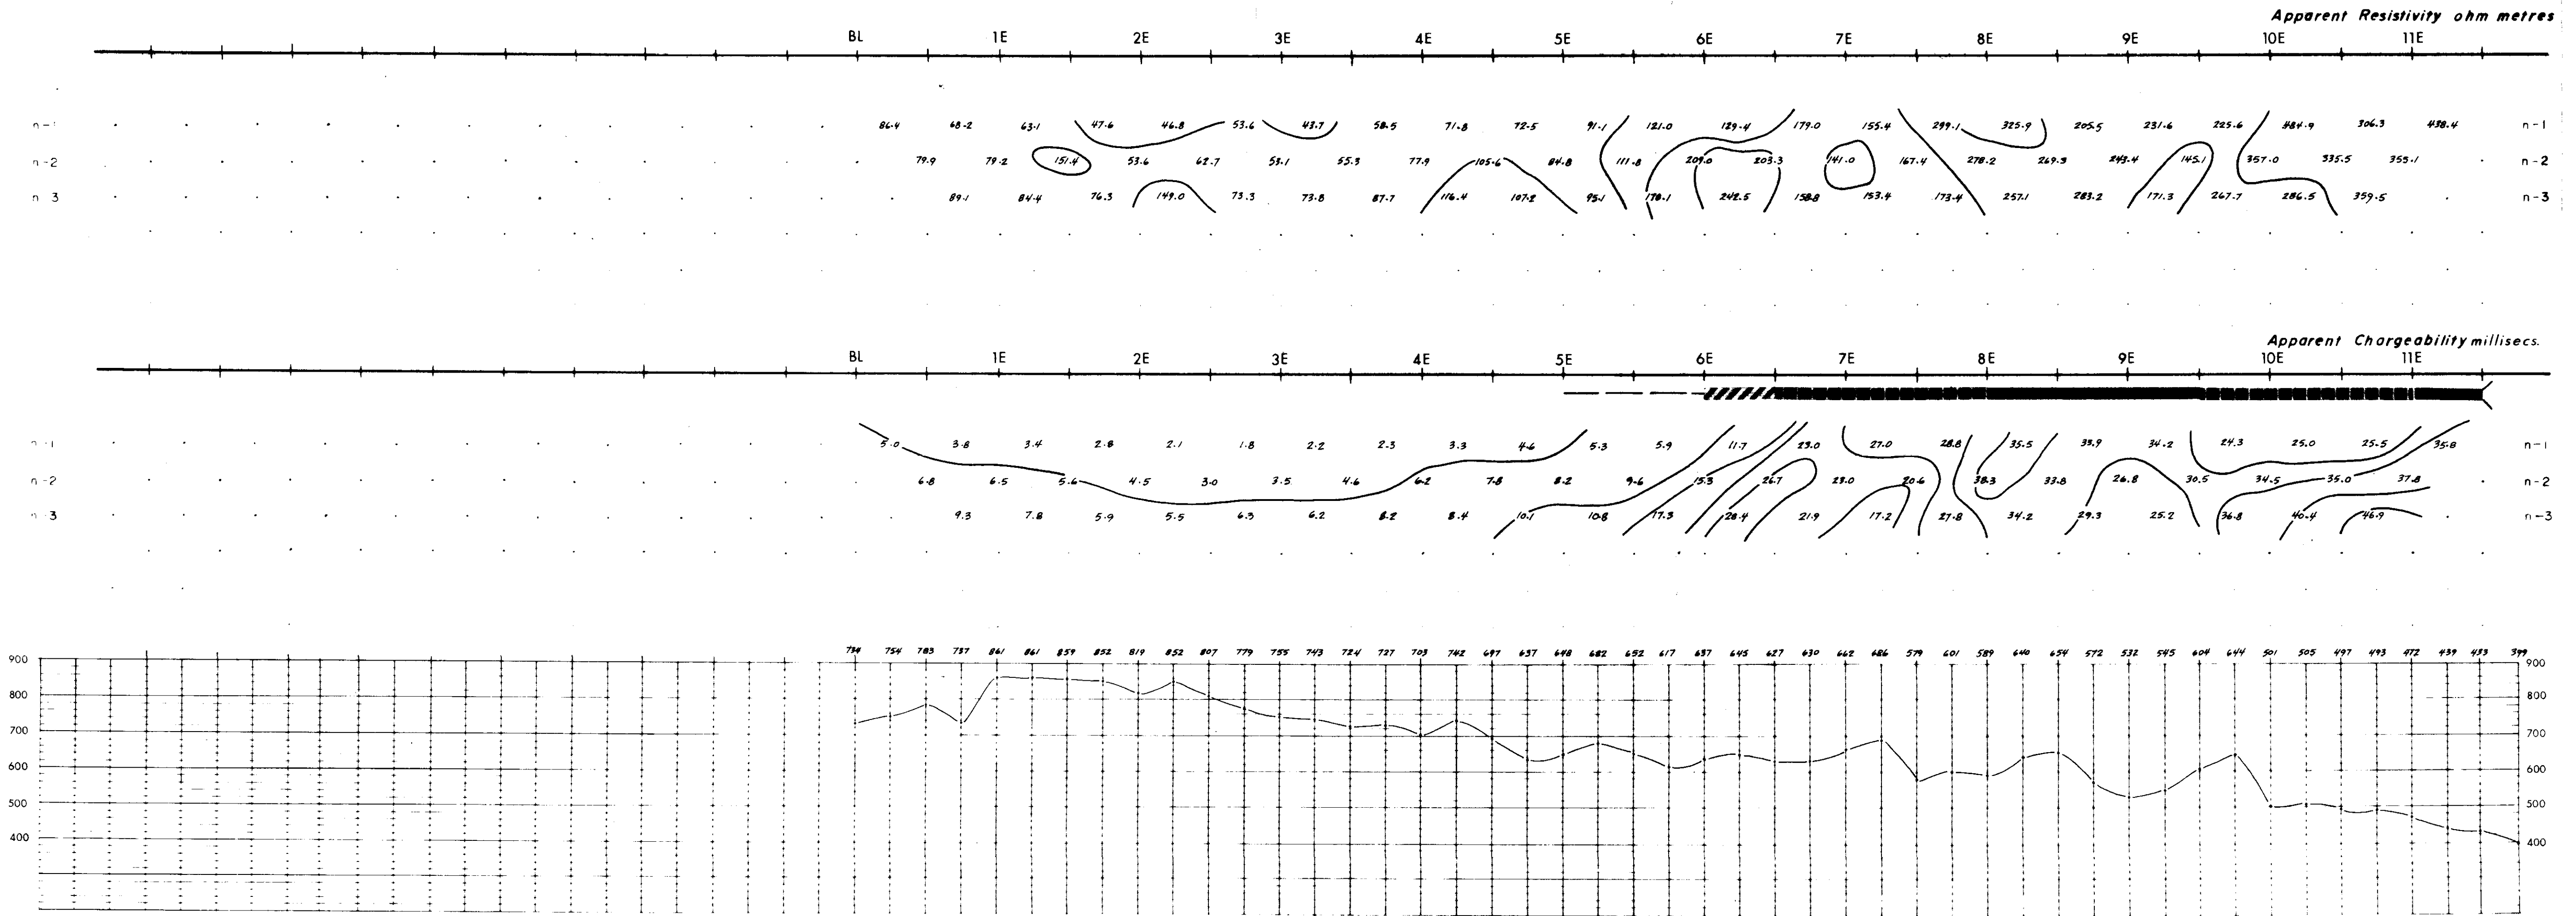 Apparent Resistivity ohm metres
BL 1E 2E 3E 4E 5E 6E 7E 8E 9E 10E 11E
n-1 86.4 68.2 63.1 47.6 46.8 53.6 43.7 58.5 71.8 72.5 91.1 121.0 129.4 179.0 155.4 299.1 325.9 205.5 231.6 225.6 484.9 306.3 438.4 n-1
n-2 79.9 79.2 151.4 53.6 62.7 53.1 55.3 77.9 105.6 84.8 111.8 209.0 203.3 141.0 167.4 278.2 269.3 243.4 145.1 357.0 335.5 355.1 n-2
n 3 89.1 84.4 76.3 149.0 73.3 73.8 87.7 116.4 107.2 95.1 178.1 242.5 158.8 153.4 173.4 257.1 283.2 171.3 267.7 286.5 359.5 n-3
Apparent Chargeability millisecs.
BL 1E 2E 3E 4E 5E 6E 7E 8E 9E 10E 11E
n-1 5.0 3.8 3.4 2.8 2.1 1.8 2.2 2.3 3.3 4.6 5.3 5.9 11.7 23.0 27.0 28.8 35.5 33.9 34.2 24.3 25.0 25.5 35.8 n-1
n-2 6.8 6.5 5.6 4.5 3.0 3.5 4.6 6.2 7.8 8.2 9.6 15.3 26.7 23.0 20.6 38.3 33.8 26.8 30.5 34.5 35.0 37.8 n-2
n-3 9.3 7.8 5.9 5.5 6.3 6.2 8.2 8.4 10.1 10.8 17.3 28.4 21.9 17.2 27.8 34.2 29.3 25.2 36.8 40.4 46.9 n-3
734 754 783 737 861 861 859 852 819 852 807 779 755 743 724 727 703 742 697 637 648 682 652 617 637 645 627 630 662 686 579 601 589 640 654 572 532 545 604 644 501 505 497 493 472 439 433 399
900 900
800 800
700 700
600 600
500 500
400 400